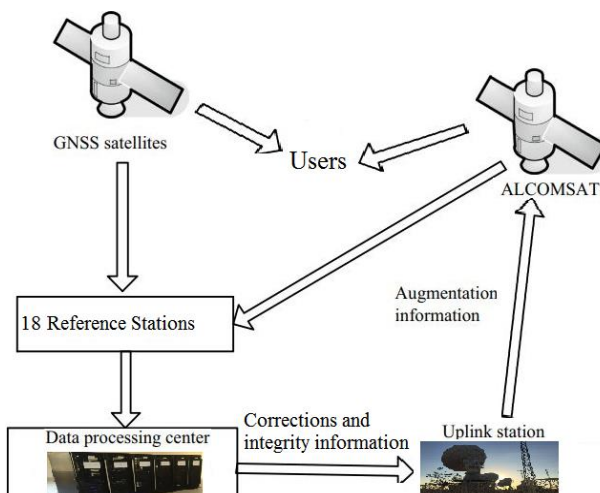 GNSS satellites
Users
ALCOMSAT
18 Reference Stations
Augmentation
information
Data processing center
Corrections and
integrity information
Uplink station